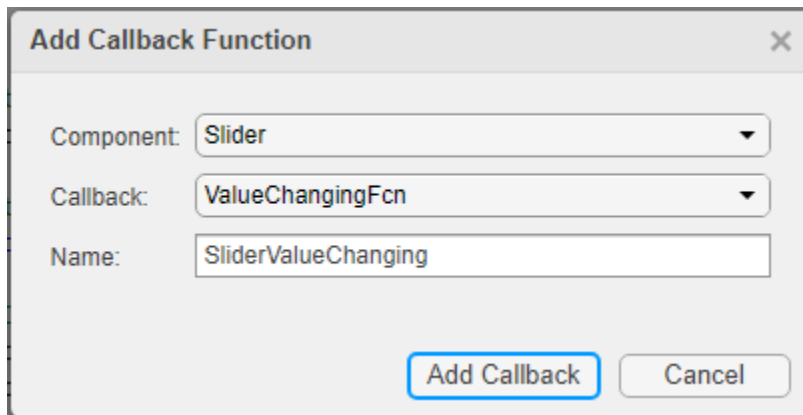 Add Callback Function
Component: Slider
Callback: ValueChangingFcn
Name: SliderValueChanging
Add Callback Cancel